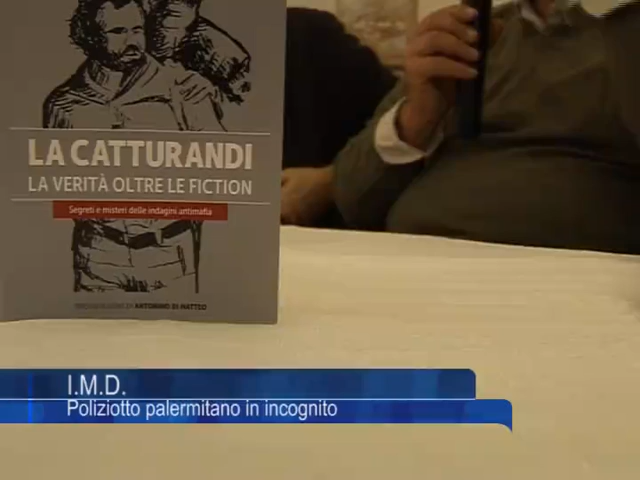 LA CATTURANDI
LA VERITÀ OLTRE LE FICTION
Segreti e misteri delle indagini antimafia
ANTONINO DI MATTEO
I.M.D.
Poliziotto palermitano in incognito